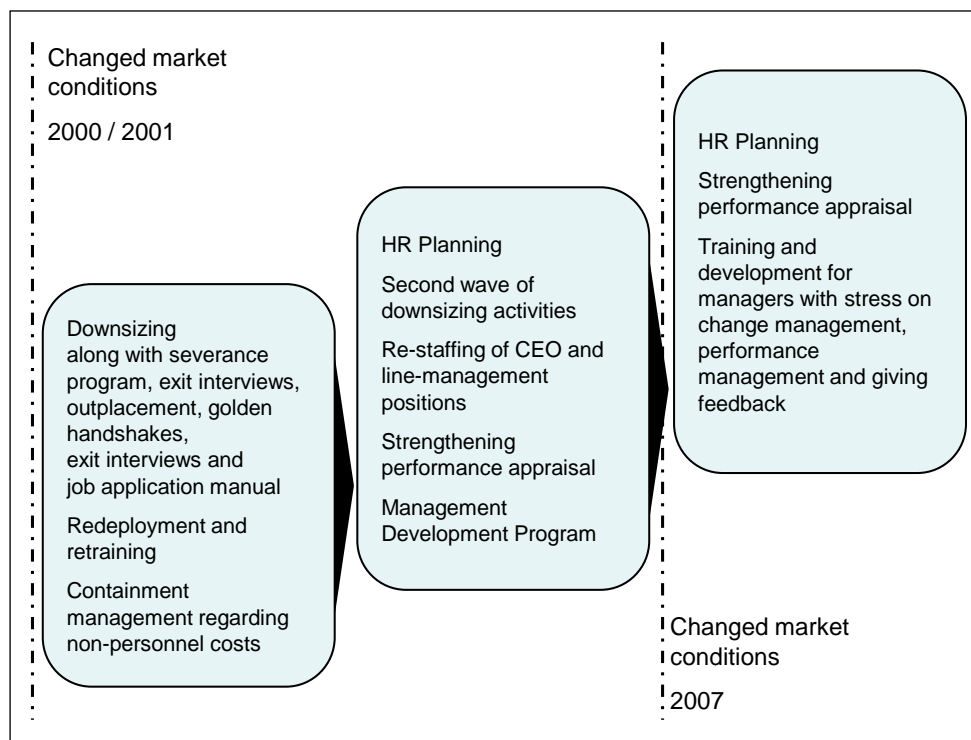 Changed market
conditions
2000 / 2001
Downsizing
along with severance
program, exit interviews,
outplacement, golden
handshakes,
exit interviews and
job application manual
Redeployment and
retraining
Containment
management regarding
non-personnel costs
HR Planning
Second wave of
downsizing activities
Re-staffing of CEO and
line-management
positions
Strengthening
performance appraisal
Management
Development Program
HR Planning
Strengthening
performance appraisal
Training and
development for
managers with stress on
change management,
performance
management and giving
feedback
Changed market
conditions
2007